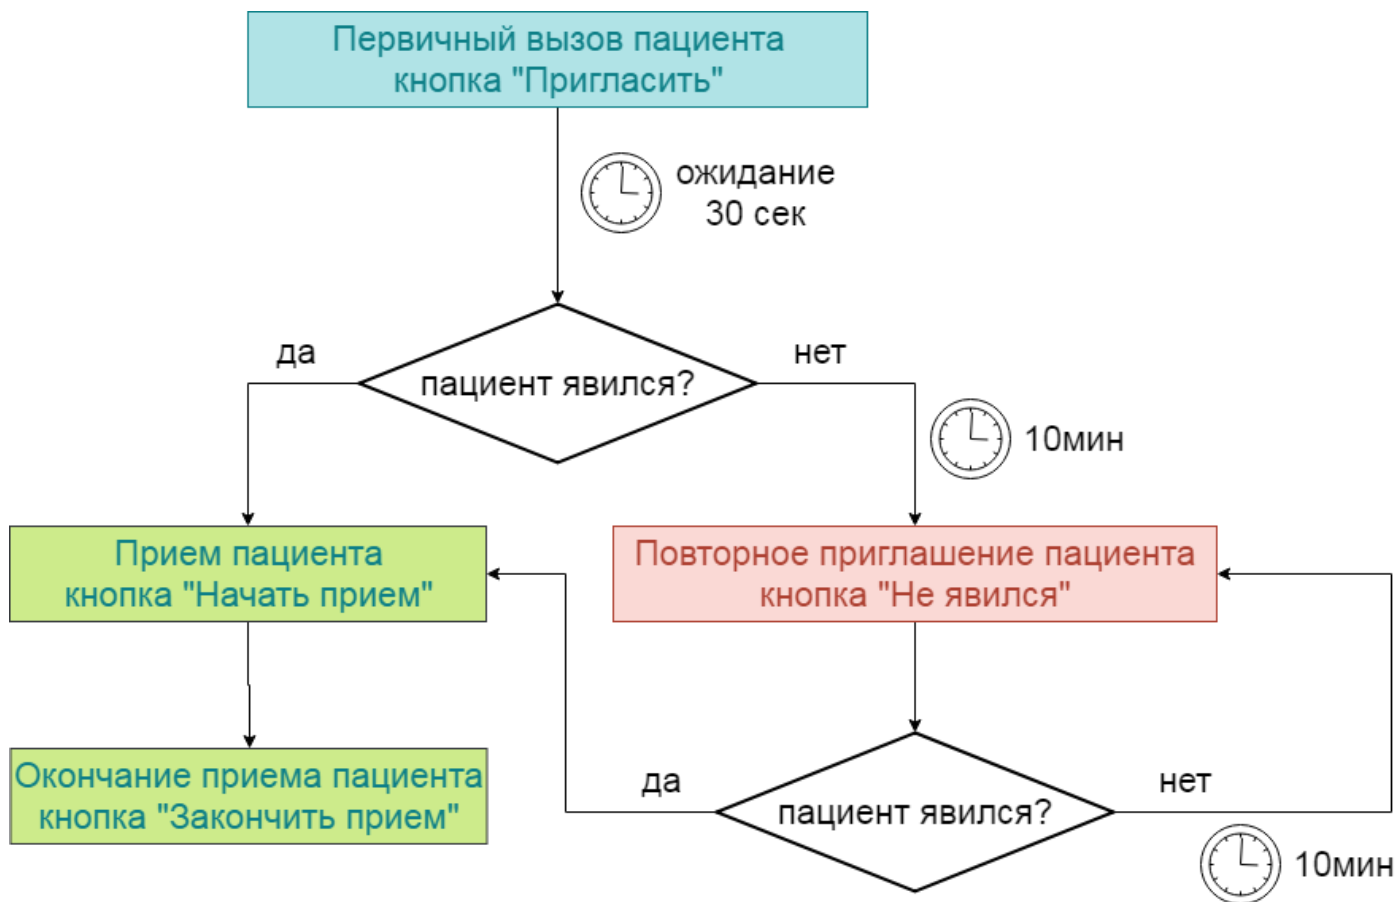 Первичный вызов пациента
кнопка "Пригласить"
ожидание
30 сек
да
нет
пациент явился?
10мин
Прием пациента
кнопка "Начать прием"
Повторное приглашение пациента
кнопка "Не явился"
Окончание приема пациента
кнопка "Закончить прием"
да
нет
пациент явился?
10мин